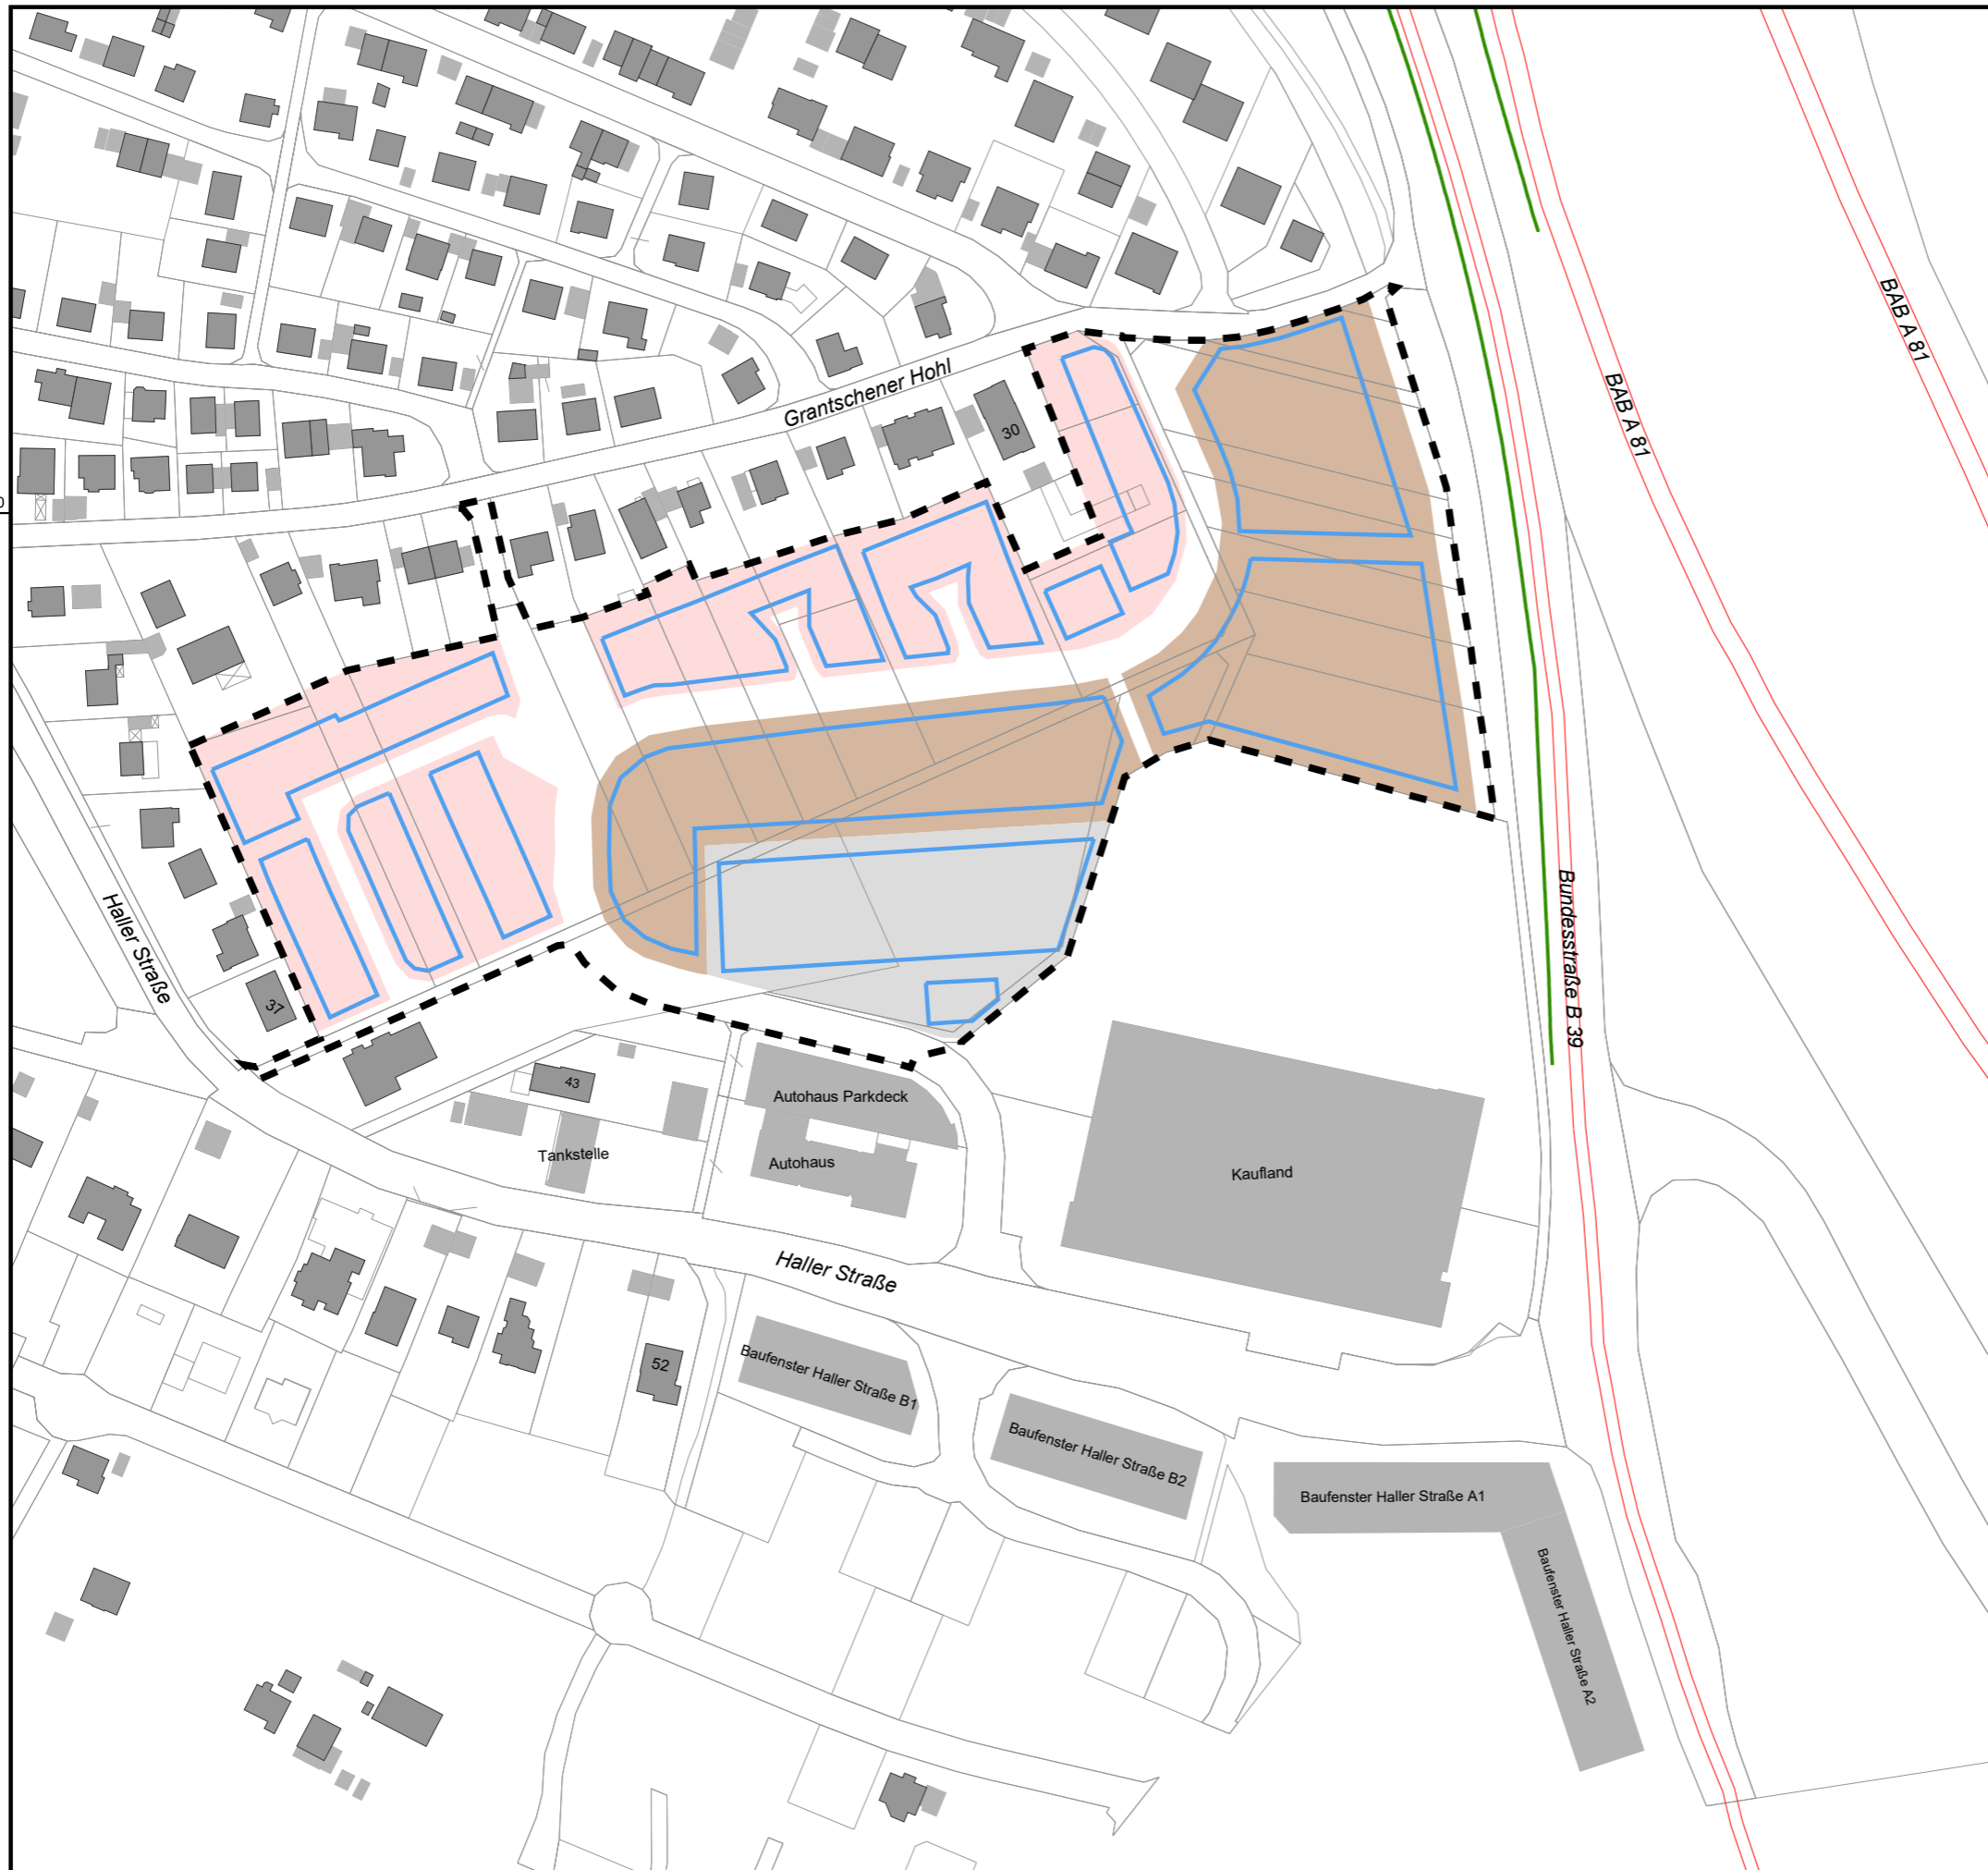 BAB A 81
BAB A 81
Grantschener Hohl
30
Haller Straße
37
Bundesstraße B 39
43
Autohaus Parkdeck
Tankstelle
Autohaus
Kaufland
Haller Straße
52
Baufenster Haller Straße B1
Baufenster Haller Straße B2
Baufenster Haller Straße A1
Baufenster Haller Straße A2